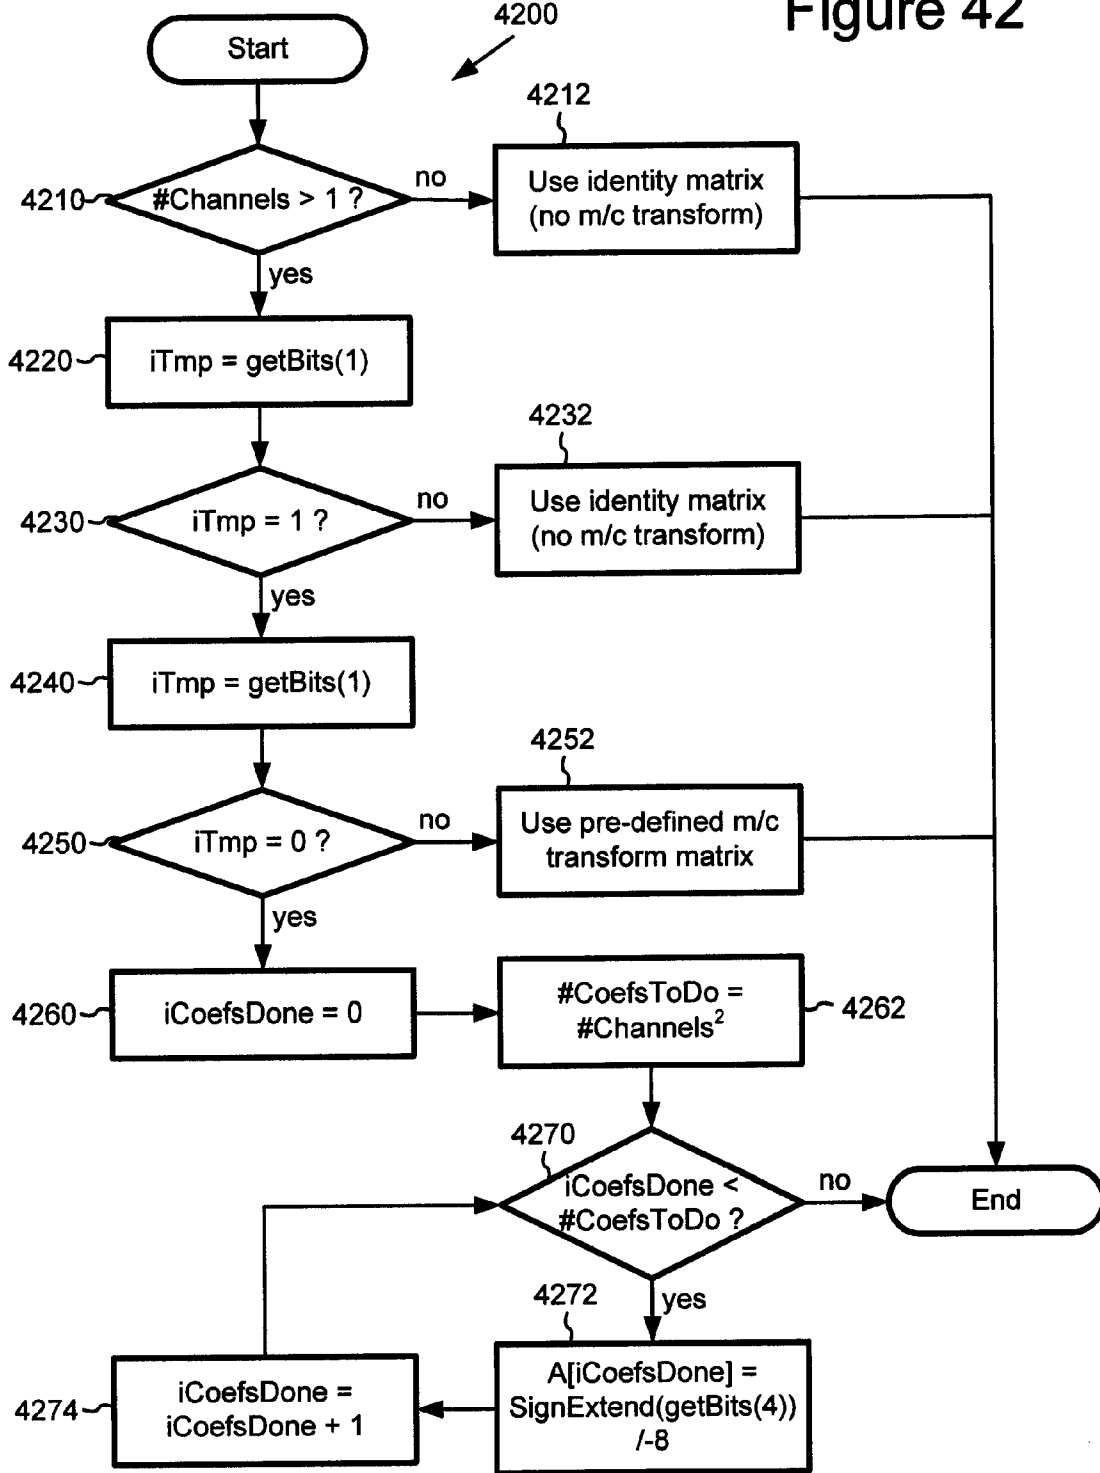 Figure 42
4200
Start
4212
4210
#Channels > 1 ?
no
Use identity matrix
(no m/c transform)
yes
4220
iTmp = getBits(1)
4232
4230
iTmp = 1 ?
no
Use identity matrix
(no m/c transform)
yes
4240
iTmp = getBits(1)
4252
4250
iTmp = 0 ?
no
Use pre-defined m/c
transform matrix
yes
4260
iCoefsDone = 0
#CoefsToDo =
#Channels²
4262
4270
iCoefsDone <
#CoefsToDo ?
no
End
yes
4272
A[iCoefsDone] =
SignExtend(getBits(4))
/-8
4274
iCoefsDone =
iCoefsDone + 1